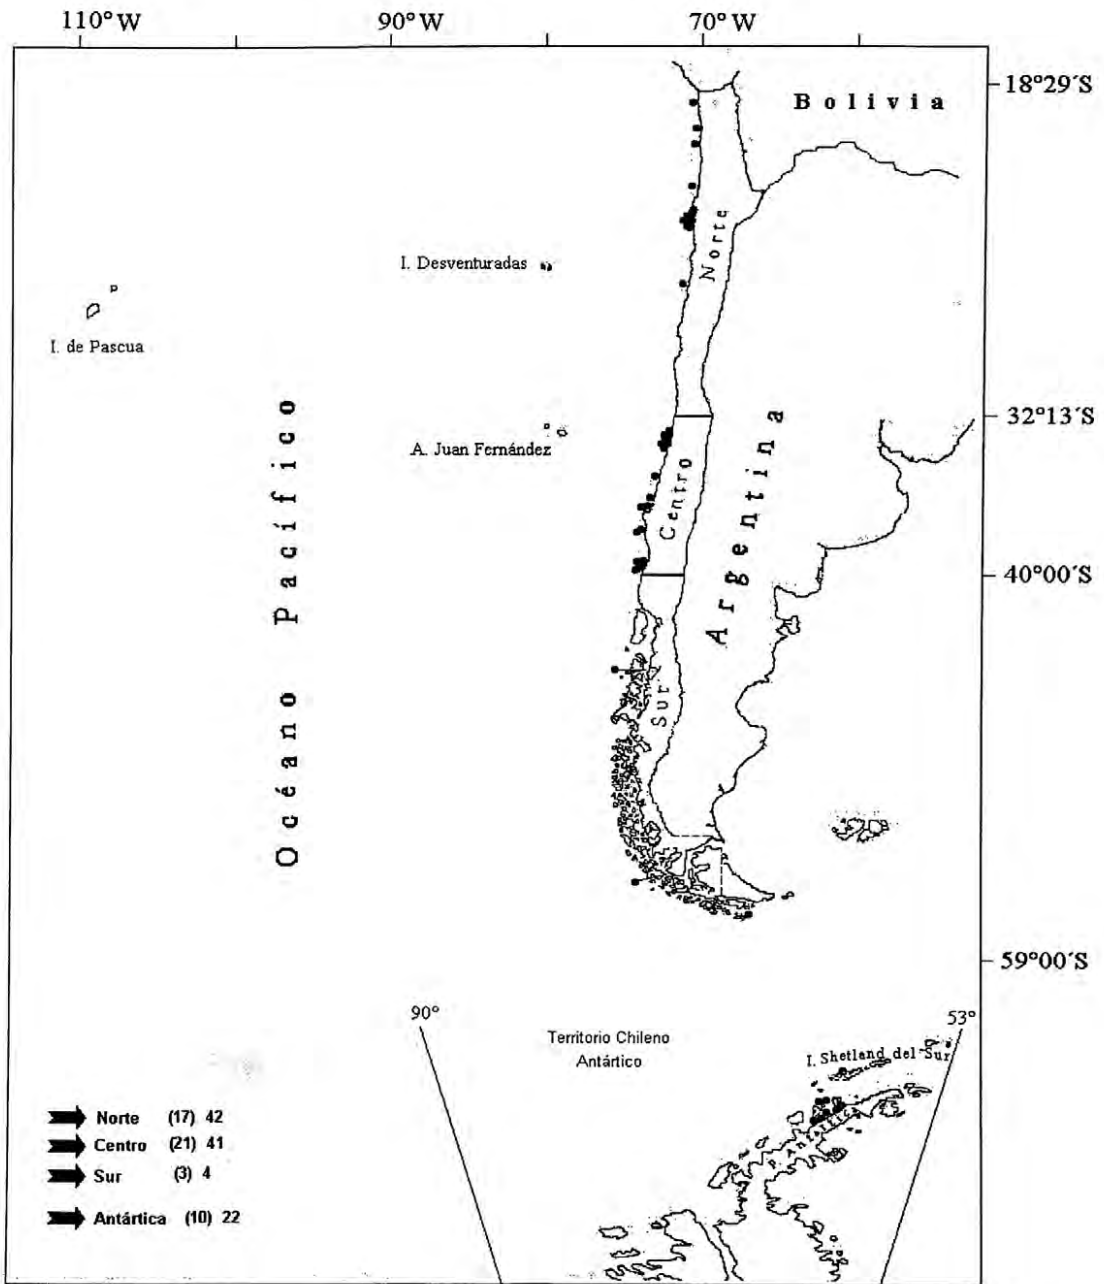 110°W 90°W 70°W
18°29´S
Bolivia
Norte
I. Desventuradas
I. de Pascua
32°13´S
A. Juan Fernández
Centro
Argentina
Océano Pacífico
40°00´S
Sur
59°00´S
90° 53°
Territorio Chileno
Antártico
I. Shetland del Sur
P. Antártica
Norte (17) 42
Centro (21) 41
Sur (3) 4
Antártica (10) 22